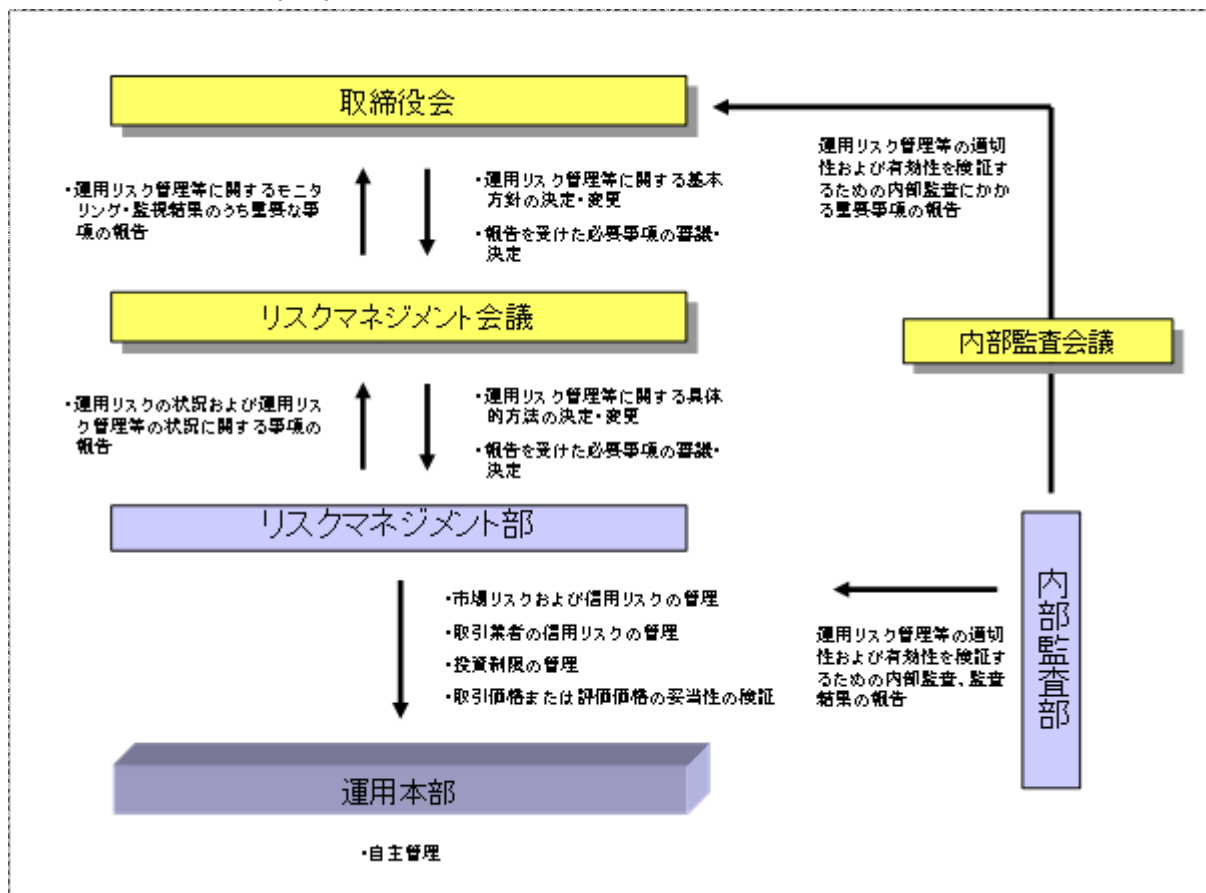 取締役会
・運用リスク管理等に関するモニ
タリング・監視結果のうち重要な事
項の報告
・運用リスク管理等に関する基本
方針の決定・変更
・報告を受けた必要事項の審議・
決定
運用リスク管理等の適切
性および有効性を検証す
るための内部監査にかか
る重要事項の報告
リスクマネジメント会議
内部監査会議
・運用リスクの状況および運用リス
ク管理等の状況に関する事項の
報告
・運用リスク管理等に関する具体
的方法の決定・変更
・報告を受けた必要事項の審議・
決定
リスクマネジメント部
・市場リスクおよび信用リスクの管理
・取引業者の信用リスクの管理
・投資制限の管理
・取引価格または評価価格の妥当性の検証
運用リスク管理等の適切
性および有効性を検証す
るための内部監査、監査
結果の報告
内部監査部
運用本部
・自主管理